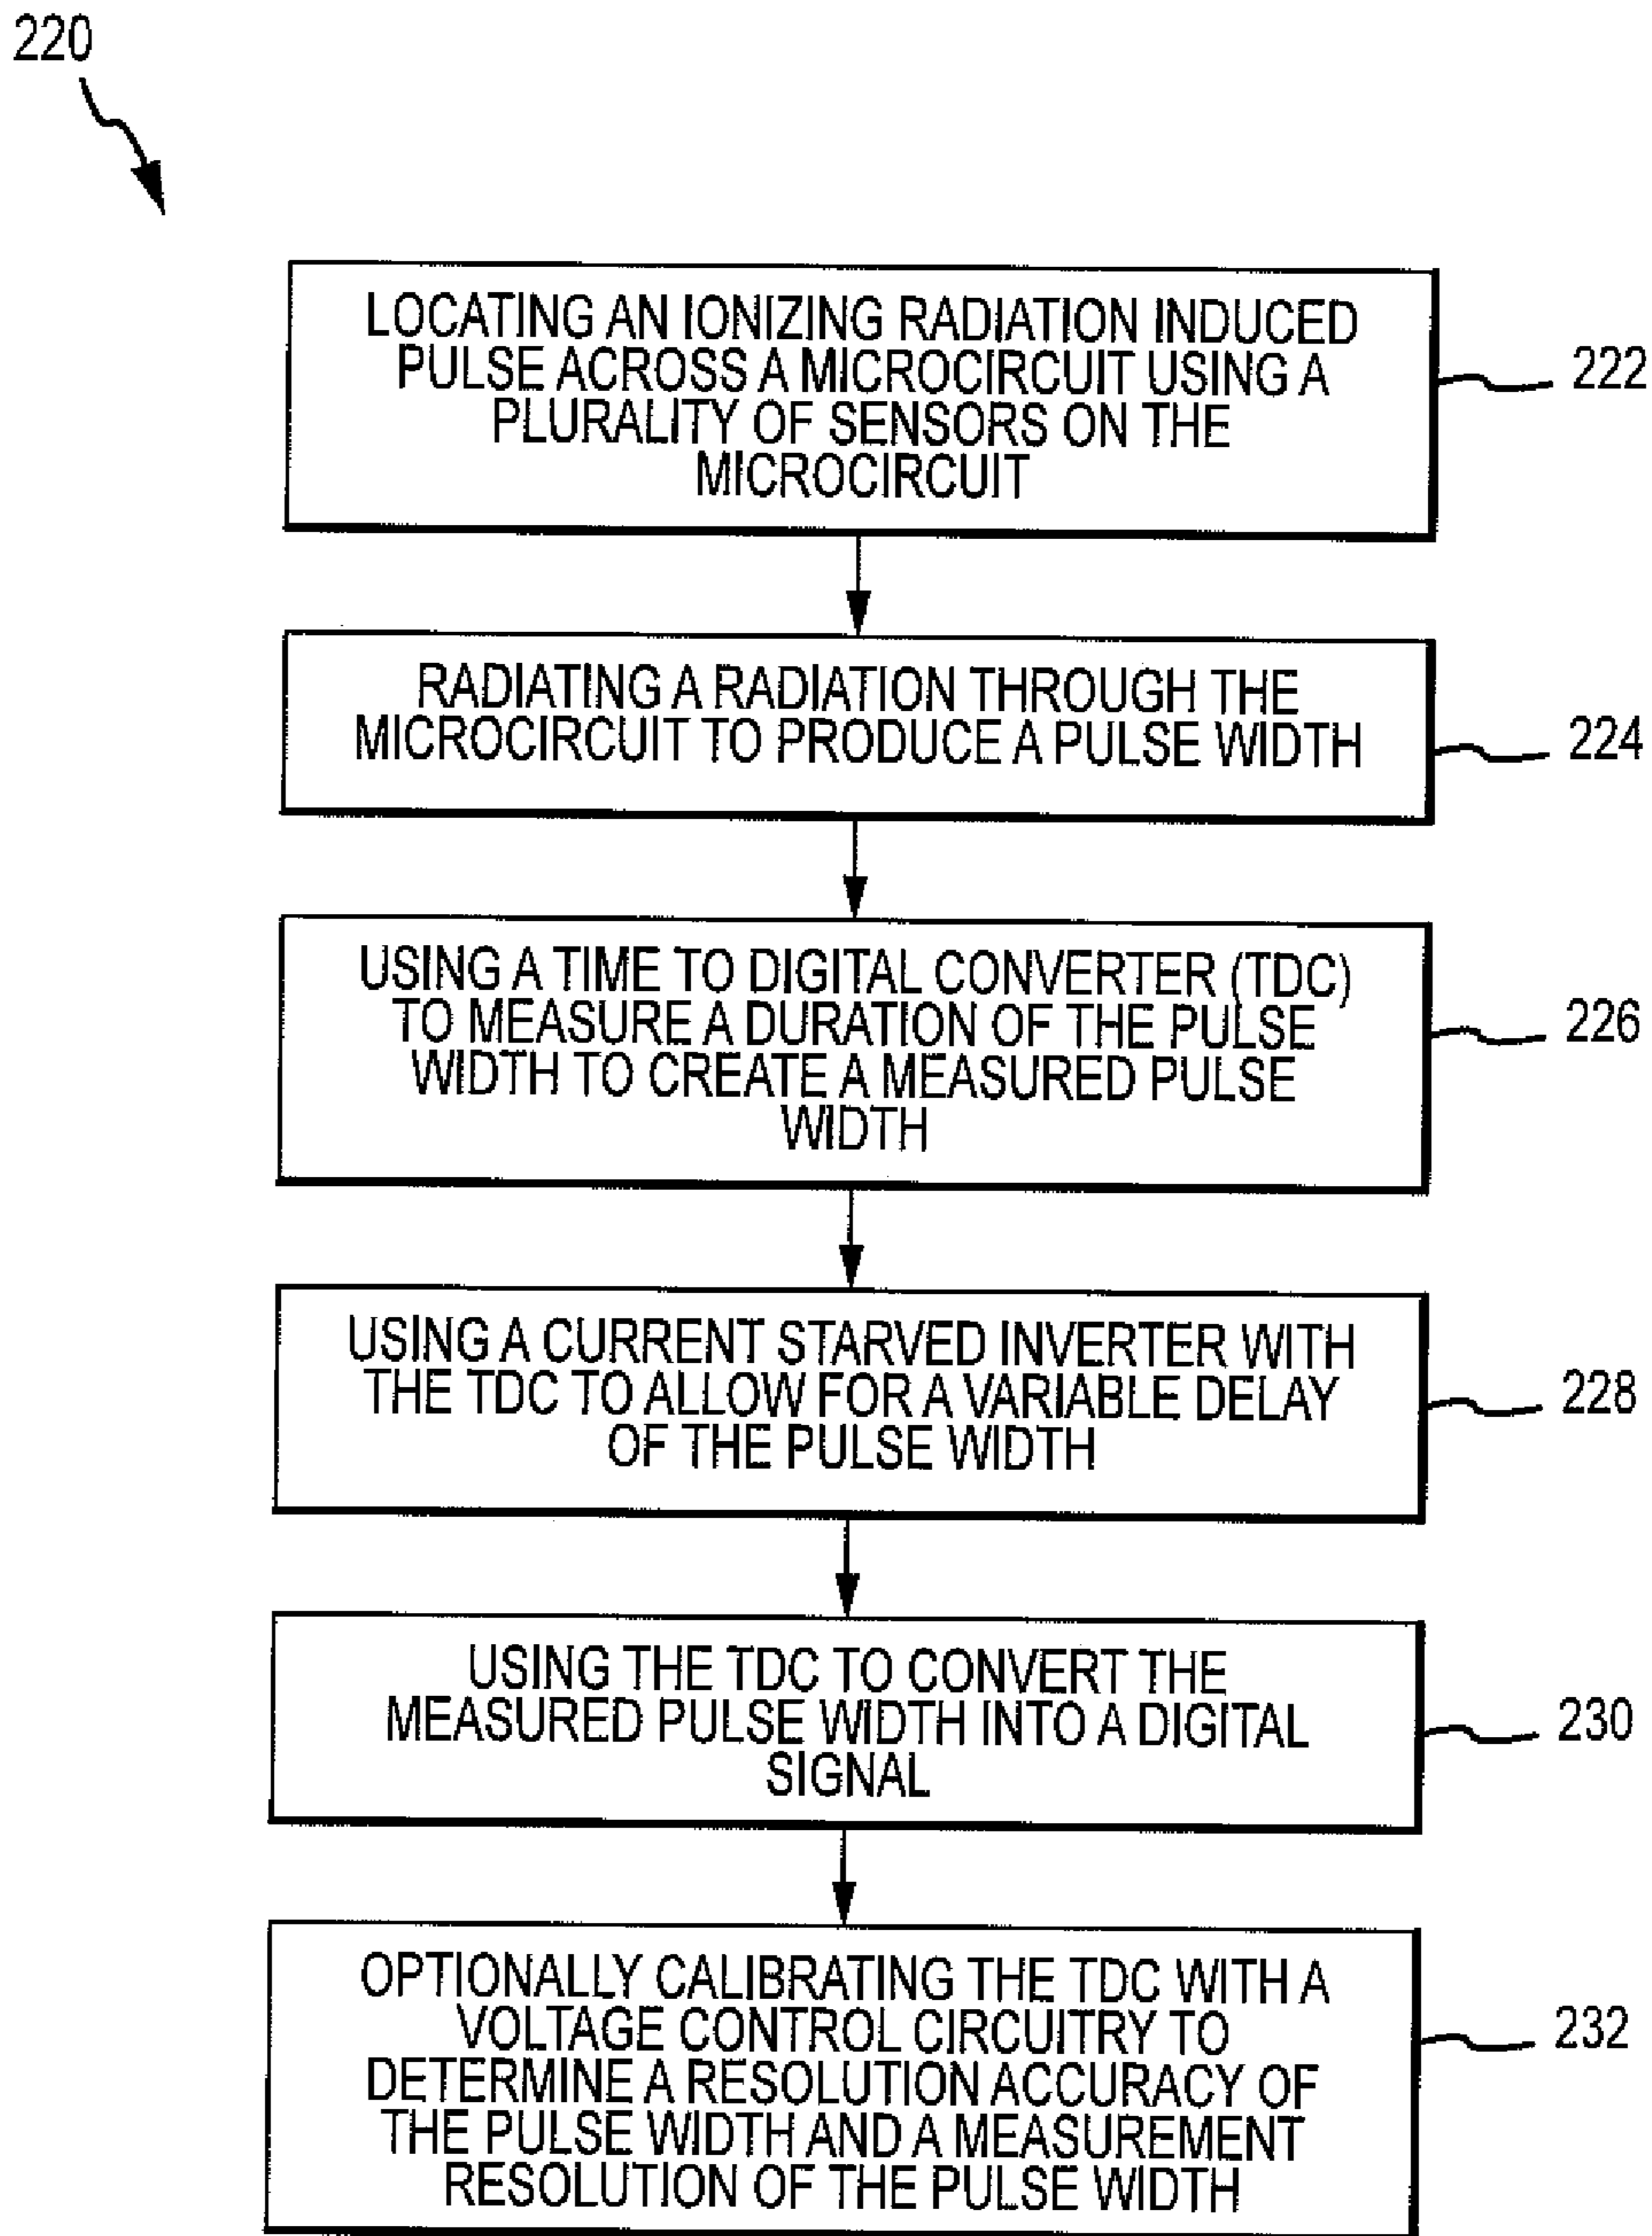 220
LOCATING AN IONIZING RADIATION INDUCED
PULSE ACROSS A MICROCIRCUIT USING A
PLURALITY OF SENSORS ON THE
MICROCIRCUIT
222
RADIATING A RADIATION THROUGH THE
MICROCIRCUIT TO PRODUCE A PULSE WIDTH
224
USING A TIME TO DIGITAL CONVERTER (TDC)
TO MEASURE A DURATION OF THE PULSE
WIDTH TO CREATE A MEASURED PULSE
WIDTH
226
USING A CURRENT STARVED INVERTER WITH
THE TDC TO ALLOW FOR A VARIABLE DELAY
OF THE PULSE WIDTH
228
USING THE TDC TO CONVERT THE
MEASURED PULSE WIDTH INTO A DIGITAL
SIGNAL
230
OPTIONALLY CALIBRATING THE TDC WITH A
VOLTAGE CONTROL CIRCUITRY TO
DETERMINE A RESOLUTION ACCURACY OF
THE PULSE WIDTH AND A MEASUREMENT
RESOLUTION OF THE PULSE WIDTH
232